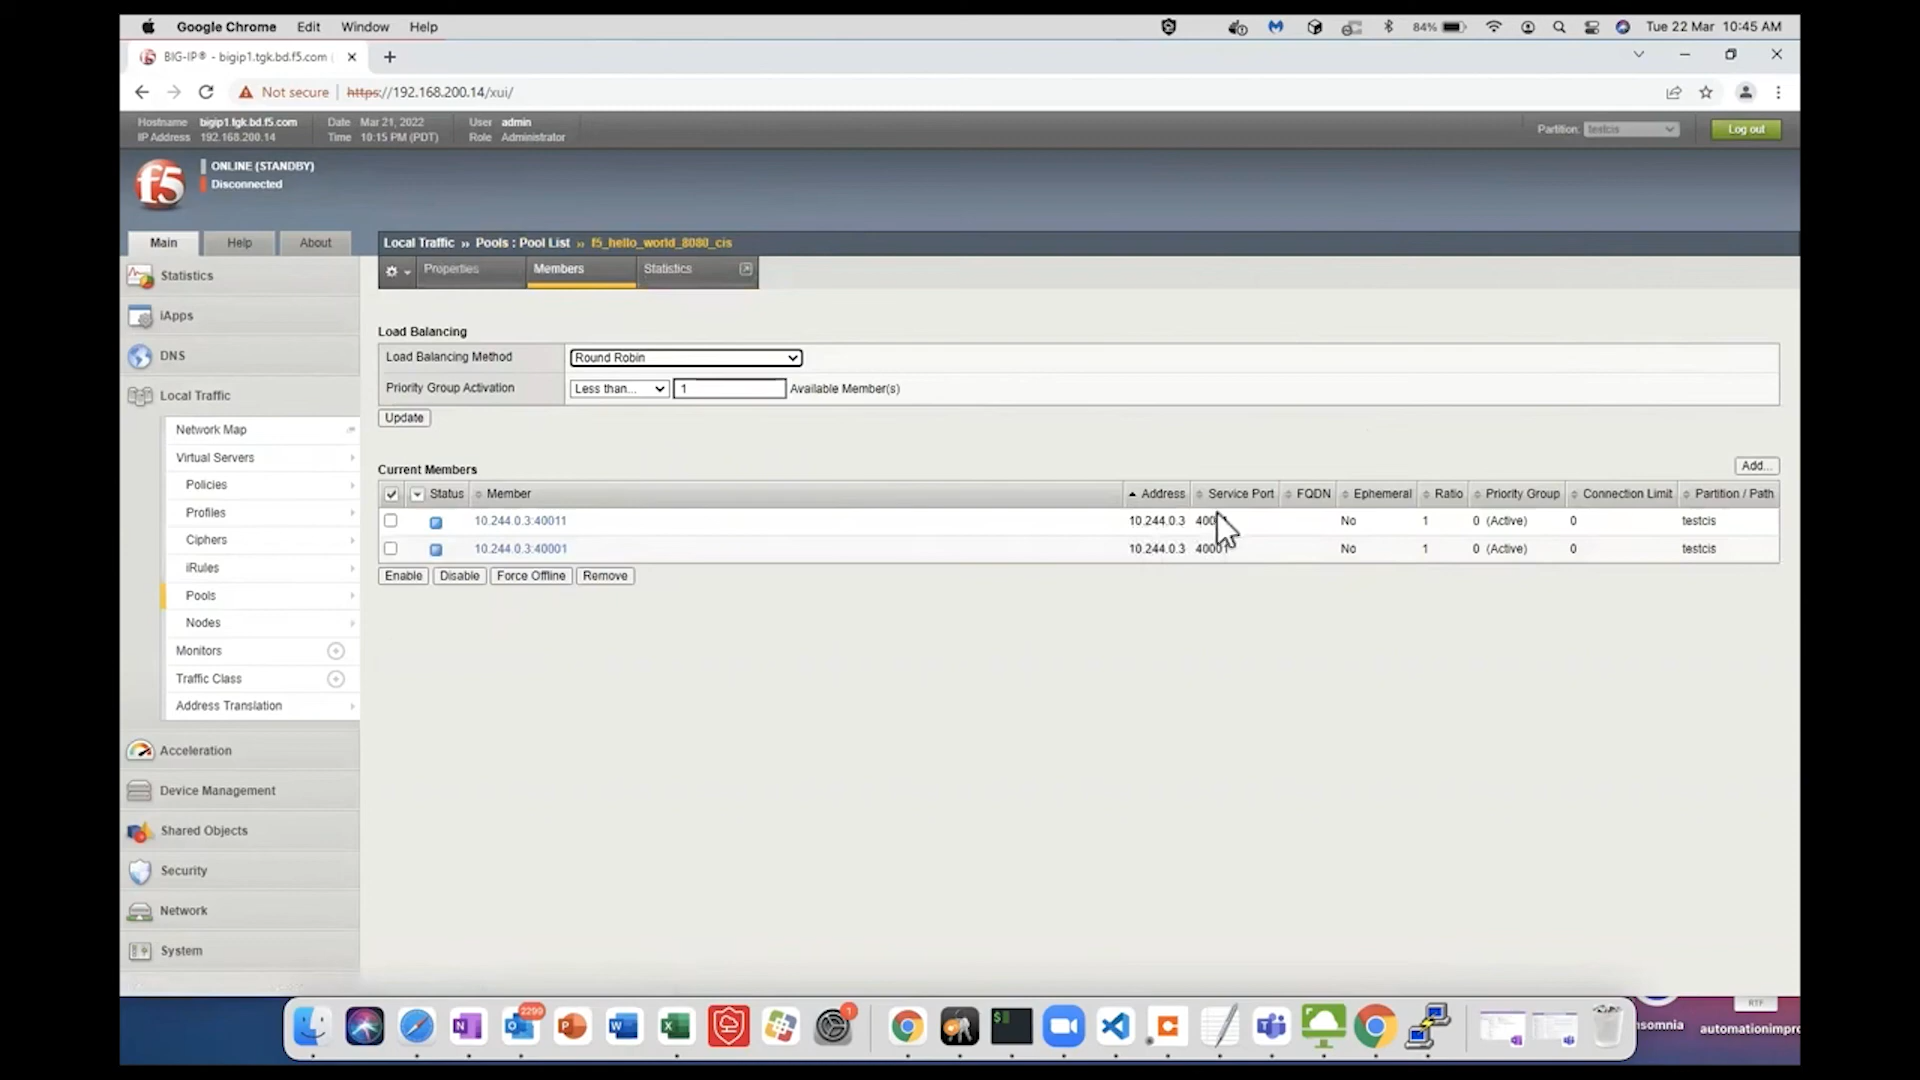 Google Chrome Edit Window Help 84% Tue 22 Mar 10:45 AM
BIG-IP® - bigip1.tgk.bd.f5.com (
Not secure https://192.168.200.14/xui/
Hostname bigip1.tgk.bd.f5.com Date Mar 21, 2022 User admin
IP Address 192.168.200.14 Time 10:15 PM (PDT) Role Administrator
Partition: testcis Log out
f5
ONLINE (STANDBY)
Disconnected
Main Help About
Local Traffic ›› Pools : Pool List ›› f5_hello_world_8080_cis
Properties Members Statistics
Statistics
iApps
DNS
Local Traffic
Network Map
Virtual Servers
Policies
Profiles
Ciphers
iRules
Pools
Nodes
Monitors
Traffic Class
Address Translation
Acceleration
Device Management
Shared Objects
Security
Network
System
Load Balancing
Load Balancing Method Round Robin
Priority Group Activation Less than... 1 Available Member(s)
Update
Current Members Add...
Status Member Address Service Port FQDN Ephemeral Ratio Priority Group Connection Limit Partition / Path
10.244.0.3:40011 10.244.0.3 No 1 0 (Active) 0 testcis
10.244.0.3:40001 10.244.0.3 40001 No 1 0 (Active) 0 testcis
Enable Disable Force Offline Remove
2299 1
RTF
nsomnia automationimpro